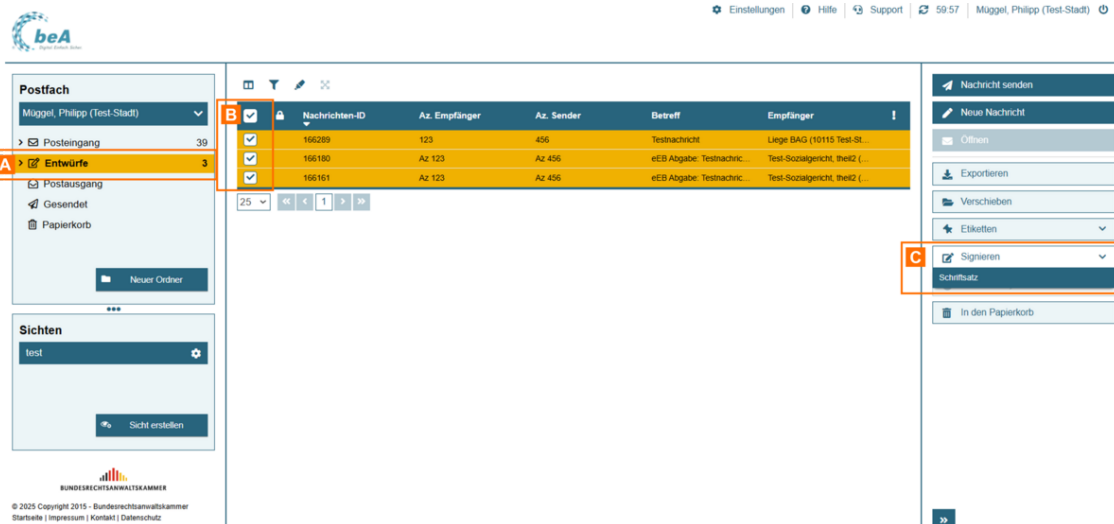 Einstellungen | Hilfe | Support | 59:57 | Müggel, Philipp (Test-Stadt)
beA
Digital. Einfach. Sicher.
Postfach
Müggel, Philipp (Test-Stadt)
Posteingang 39
A
Entwürfe 3
Postausgang
Gesendet
Papierkorb
Neuer Ordner
Sichten
test
Sicht erstellen
BUNDESRECHTSANWALTSKAMMER
© 2025 Copyright 2015 - Bundesrechtsanwaltskammer
Startseite | Impressum | Kontakt | Datenschutz
B
Nachrichten-ID Az. Empfänger Az. Sender Betreff Empfänger !
166289 123 456 Testnachricht Liege BAG (10115 Test-St...
166180 Az 123 Az 456 eEB Abgabe: Testnachric... Test-Sozialgericht, theil2 (...
166161 Az 123 Az 456 eEB Abgabe: Testnachric... Test-Sozialgericht, theil2 (...
25 « ‹ 1 › »
Nachricht senden
Neue Nachricht
Öffnen
Exportieren
Verschieben
Etiketten
C
Signieren
Schriftsatz
In den Papierkorb
»